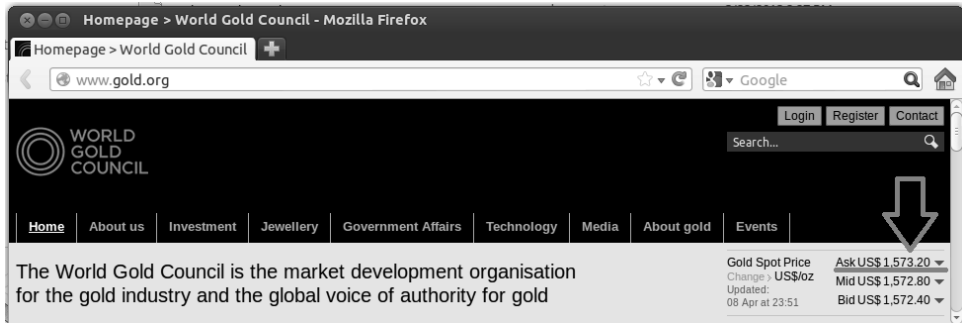 Homepage > World Gold Council - Mozilla Firefox
Homepage > World Gold Council
www.gold.org
Google
Login Register Contact
WORLD
GOLD
COUNCIL
Search...
Home About us Investment Jewellery Government Affairs Technology Media About gold Events
The World Gold Council is the market development organisation
for the gold industry and the global voice of authority for gold
Gold Spot Price Ask US$ 1,573.20
Change > US$/oz Mid US$ 1,572.80
Updated:
08 Apr at 23:51 Bid US$ 1,572.40